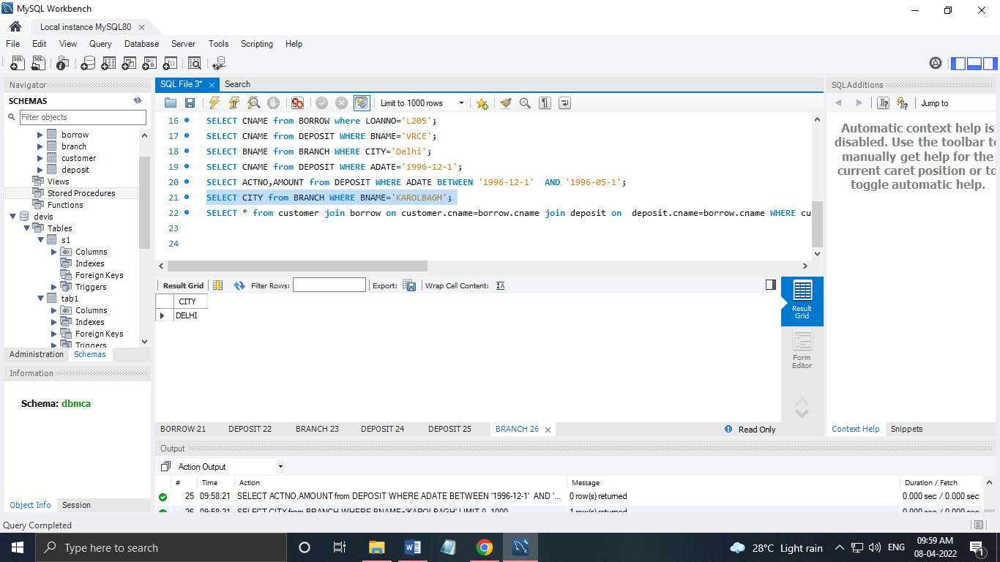 MySQL Workbench
Local instance MySQL80
File Edit View Query Database Server Tools Scripting Help
Navigator
SCHEMAS
Filter objects
borrow
branch
customer
deposit
Views
Stored Procedures
Functions
devis
Tables
s1
Columns
Indexes
Foreign Keys
Triggers
tab1
Columns
Indexes
Foreign Keys
Triggers
Administration Schemas
Information
Schema: dbmca
Object Info Session
Query Completed
SQL File 3* Search
Limit to 1000 rows
16 SELECT CNAME from BORROW where LOANNO='L205';
17 SELECT CNAME from DEPOSIT WHERE BNAME='VRCE';
18 SELECT BNAME from BRANCH WHERE CITY='Delhi';
19 SELECT CNAME from DEPOSIT WHERE ADATE='1996-12-1';
20 SELECT ACTNO,AMOUNT from DEPOSIT WHERE ADATE BETWEEN '1996-12-1'  AND '1996-05-1';
21 SELECT CITY from BRANCH WHERE BNAME='KAROLBAGH';
22 SELECT * from customer join borrow on customer.cname=borrow.cname join deposit on  deposit.cname=borrow.cname WHERE cu
23
24
Result Grid Filter Rows: Export: Wrap Cell Content:
CITY
DELHI
Result Grid
Form Editor
BORROW 21 DEPOSIT 22 BRANCH 23 DEPOSIT 24 DEPOSIT 25 BRANCH 26 Read Only
Output
Action Output
# Time Action Message Duration / Fetch
25 09:58:21 SELECT ACTNO,AMOUNT from DEPOSIT WHERE ADATE BETWEEN '1996-12-1'  AND '... 0 row(s) returned 0.000 sec / 0.000 sec
26 09:58:21 SELECT CITY from BRANCH WHERE BNAME='KAROLBAGH' LIMIT 0, 1000 1 row(s) returned 0.000 sec / 0.000 sec
SQLAdditions
Jump to
Automatic context help is
disabled. Use the toolbar to
manually get help for the
current caret position or to
toggle automatic help.
Context Help Snippets
Type here to search
28°C Light rain
ENG
09:59 AM
08-04-2022
1